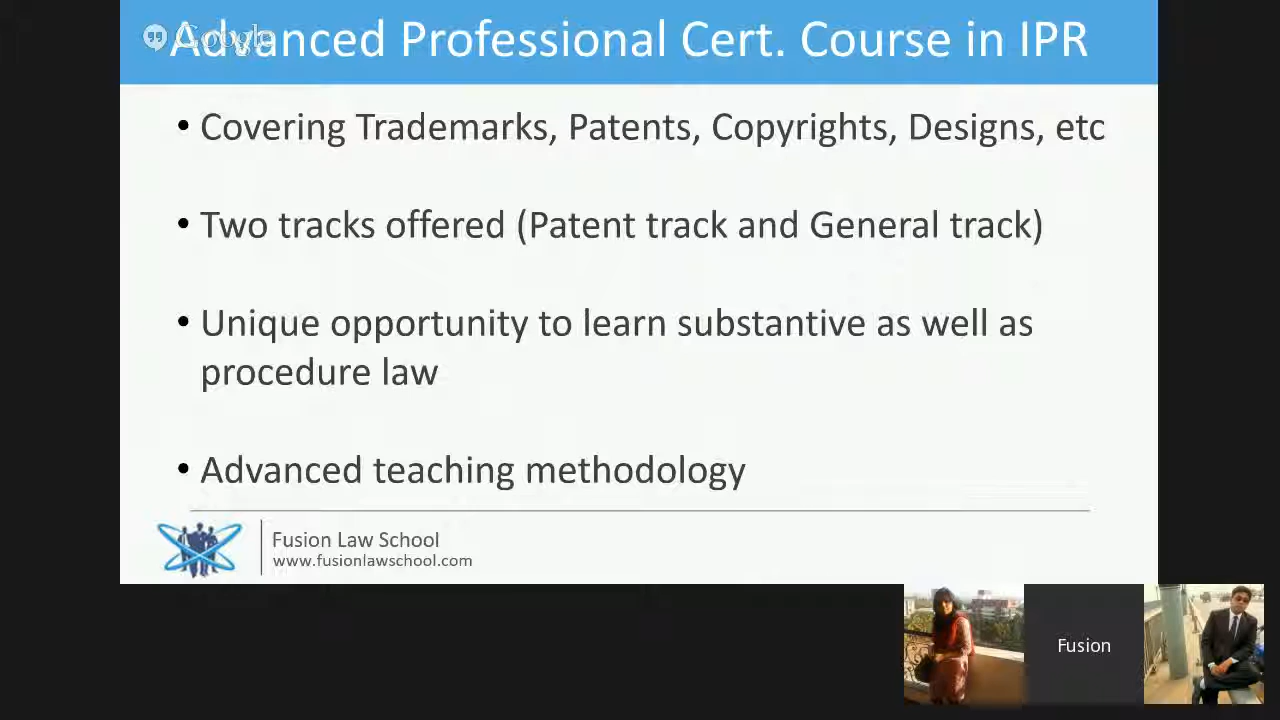 Google
Advanced Professional Cert. Course in IPR
• Covering Trademarks, Patents, Copyrights, Designs, etc
• Two tracks offered (Patent track and General track)
• Unique opportunity to learn substantive as well as
procedure law
• Advanced teaching methodology
Fusion Law School
www.fusionlawschool.com
Fusion